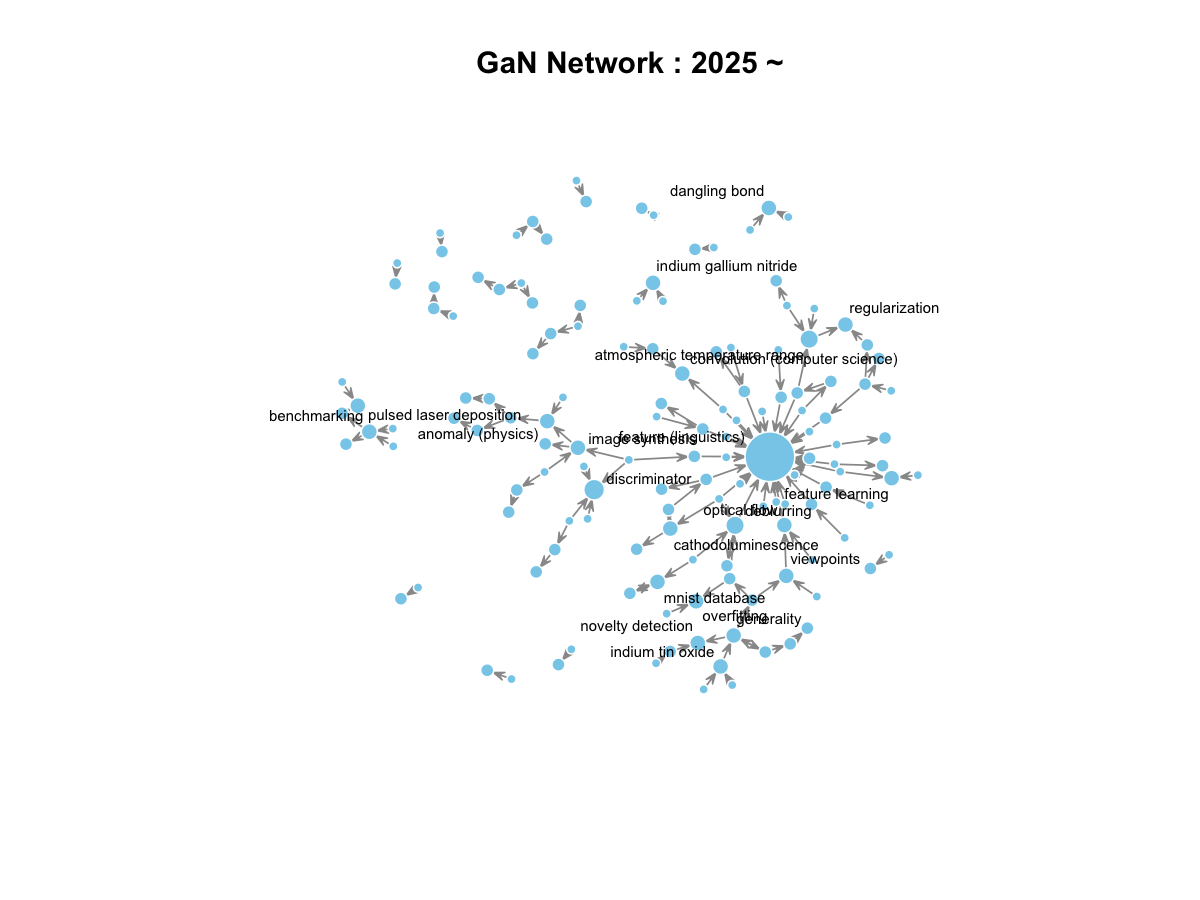 GaN Network : 2025 ~
dangling bond
indium gallium nitride
regularization
atmospheric temperature range
convolution (computer science)
benchmarking
pulsed laser deposition
anomaly (physics)
image synthesis
feature (linguistics)
discriminator
feature learning
optical flow
deblurring
cathodoluminescence
viewpoints
mnist database
overfitting
generality
novelty detection
indium tin oxide